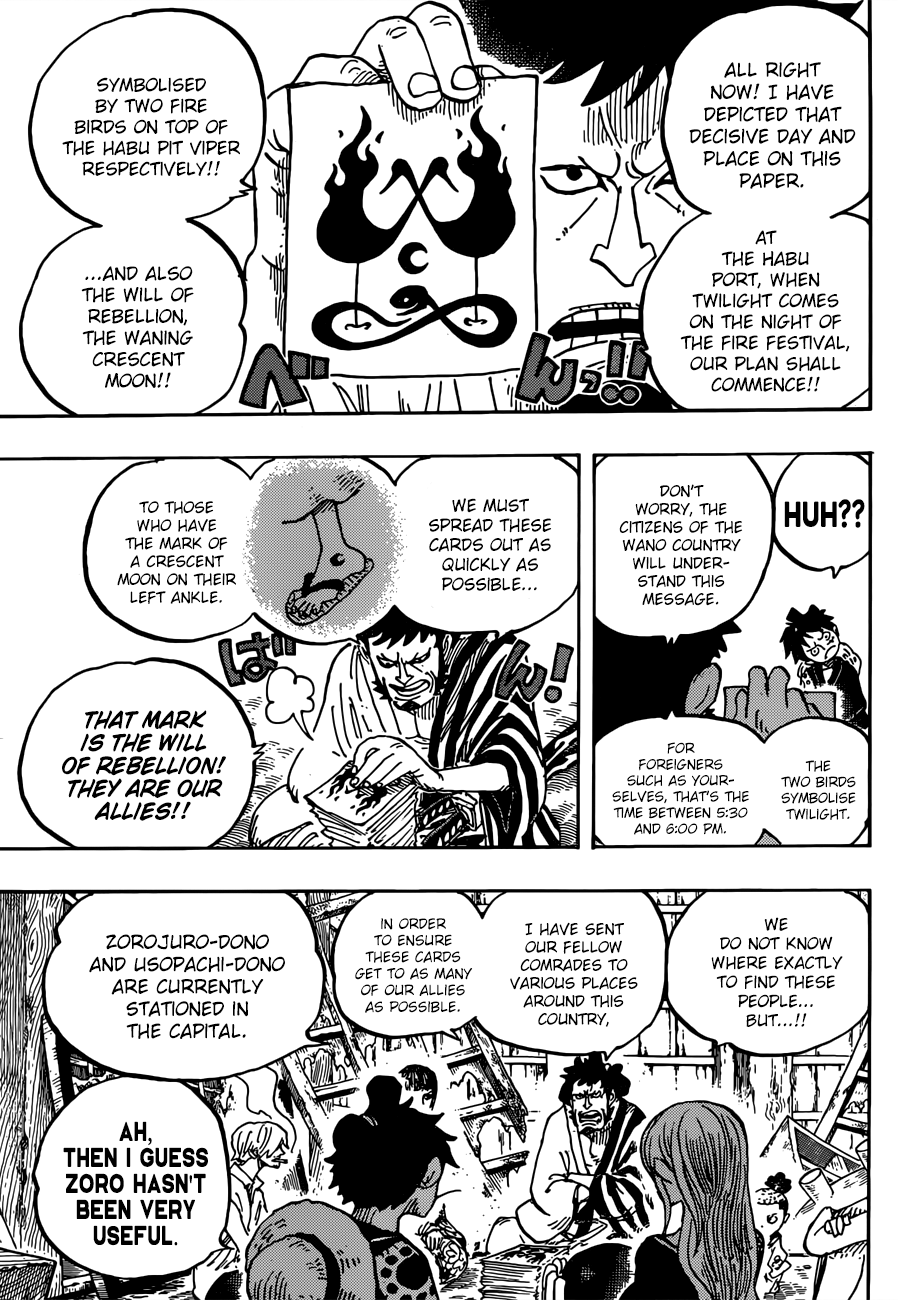 ALL RIGHT
NOW! I HAVE
DEPICTED THAT
DECISIVE DAY AND
PLACE ON THIS
PAPER.
AT
THE HABU
PORT, WHEN
TWILIGHT COMES
ON THE NIGHT OF
THE FIRE FESTIVAL,
OUR PLAN SHALL
COMMENCE!!
SYMBOLISED
BY TWO FIRE
BIRDS ON TOP OF
THE HABU PIT VIPER
RESPECTIVELY!!
...AND ALSO
THE WILL OF
REBELLION,
THE WANING
CRESCENT
MOON!!
べんっ!!
HUH??
DON'T
WORRY, THE
CITIZENS OF THE
WANO COUNTRY
WILL UNDER-
STAND THIS
MESSAGE.
THE
TWO BIRDS
SYMBOLISE
TWILIGHT.
FOR
FOREIGNERS
SUCH AS YOUR-
SELVES, THAT'S THE
TIME BETWEEN 5:30
AND 6:00 PM.
WE MUST
SPREAD THESE
CARDS OUT AS
QUICKLY AS
POSSIBLE...
TO THOSE
WHO HAVE
THE MARK OF
A CRESCENT
MOON ON THEIR
LEFT ANKLE.
ばん!
THAT MARK
IS THE WILL
OF REBELLION!
THEY ARE OUR
ALLIES!!
WE
DO NOT KNOW
WHERE EXACTLY
TO FIND THESE
PEOPLE...
BUT...!!
I HAVE SENT
OUR FELLOW
COMRADES TO
VARIOUS PLACES
AROUND THIS
COUNTRY,
IN ORDER
TO ENSURE
THESE CARDS
GET TO AS MANY
OF OUR ALLIES
AS POSSIBLE.
ZOROJURO-DONO
AND USOPACHI-DONO
ARE CURRENTLY
STATIONED IN
THE CAPITAL.
AH,
THEN I GUESS
ZORO HASN'T
BEEN VERY
USEFUL.